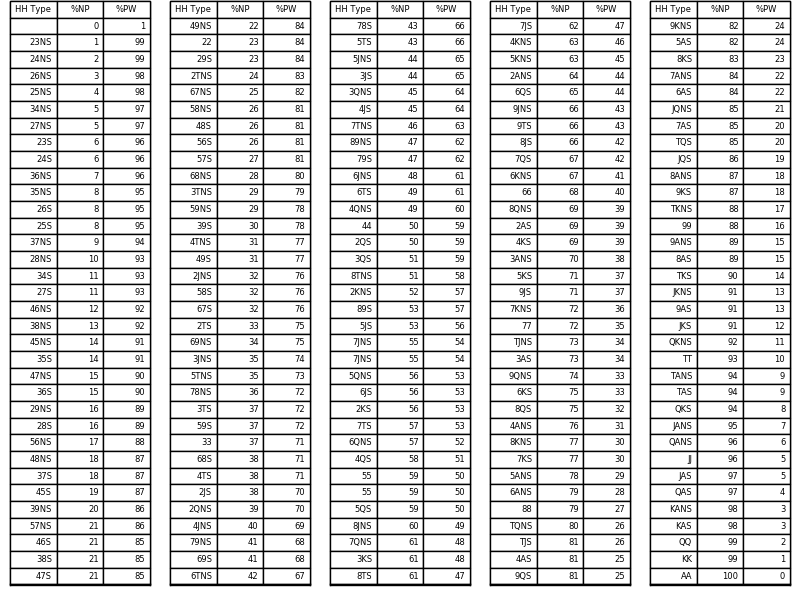 HH Type %NP %PW HH Type %NP %PW HH Type %NP %PW HH Type %NP %PW HH Type %NP %PW
0 1 49NS 22 84 78S 43 66 7JS 62 47 9KNS 82 24
23NS 1 99 22 23 84 5TS 43 66 4KNS 63 46 5AS 82 24
24NS 2 99 29S 23 84 5JNS 44 65 5KNS 63 45 8KS 83 23
26NS 3 98 2TNS 24 83 3JS 44 65 2ANS 64 44 7ANS 84 22
25NS 4 98 67NS 25 82 3QNS 45 64 6QS 65 44 6AS 84 22
34NS 5 97 58NS 26 81 4JS 45 64 9JNS 66 43 JQNS 85 21
27NS 5 97 48S 26 81 7TNS 46 63 9TS 66 43 7AS 85 20
23S 6 96 56S 26 81 89NS 47 62 8JS 66 42 TQS 85 20
24S 6 96 57S 27 81 79S 47 62 7QS 67 42 JQS 86 19
36NS 7 96 68NS 28 80 6JNS 48 61 6KNS 67 41 8ANS 87 18
35NS 8 95 3TNS 29 79 6TS 49 61 66 68 40 9KS 87 18
26S 8 95 59NS 29 78 4QNS 49 60 8QNS 69 39 TKNS 88 17
25S 8 95 39S 30 78 44 50 59 2AS 69 39 99 88 16
37NS 9 94 4TNS 31 77 2QS 50 59 4KS 69 39 9ANS 89 15
28NS 10 93 49S 31 77 3QS 51 59 3ANS 70 38 8AS 89 15
34S 11 93 2JNS 32 76 8TNS 51 58 5KS 71 37 TKS 90 14
27S 11 93 58S 32 76 2KNS 52 57 9JS 71 37 JKNS 91 13
46NS 12 92 67S 32 76 89S 53 57 7KNS 72 36 9AS 91 13
38NS 13 92 2TS 33 75 5JS 53 56 77 72 35 JKS 91 12
45NS 14 91 69NS 34 75 7JNS 55 54 TJNS 73 34 QKNS 92 11
35S 14 91 3JNS 35 74 7JNS 55 54 3AS 73 34 TT 93 10
47NS 15 90 5TNS 35 73 5QNS 56 53 9QNS 74 33 TANS 94 9
36S 15 90 78NS 36 72 6JS 56 53 6KS 75 33 TAS 94 9
29NS 16 89 3TS 37 72 2KS 56 53 8QS 75 32 QKS 94 8
28S 16 89 59S 37 72 7TS 57 53 4ANS 76 31 JANS 95 7
56NS 17 88 33 37 71 6QNS 57 52 8KNS 77 30 QANS 96 6
48NS 18 87 68S 38 71 4QS 58 51 7KS 77 30 JJ 96 5
37S 18 87 4TS 38 71 55 59 50 5ANS 78 29 JAS 97 5
45S 19 87 2JS 38 70 55 59 50 6ANS 79 28 QAS 97 4
39NS 20 86 2QNS 39 70 5QS 59 50 88 79 27 KANS 98 3
57NS 21 86 4JNS 40 69 8JNS 60 49 TQNS 80 26 KAS 98 3
46S 21 85 79NS 41 68 7QNS 61 48 TJS 81 26 QQ 99 2
38S 21 85 69S 41 68 3KS 61 48 4AS 81 25 KK 99 1
47S 21 85 6TNS 42 67 8TS 61 47 9QS 81 25 AA 100 0